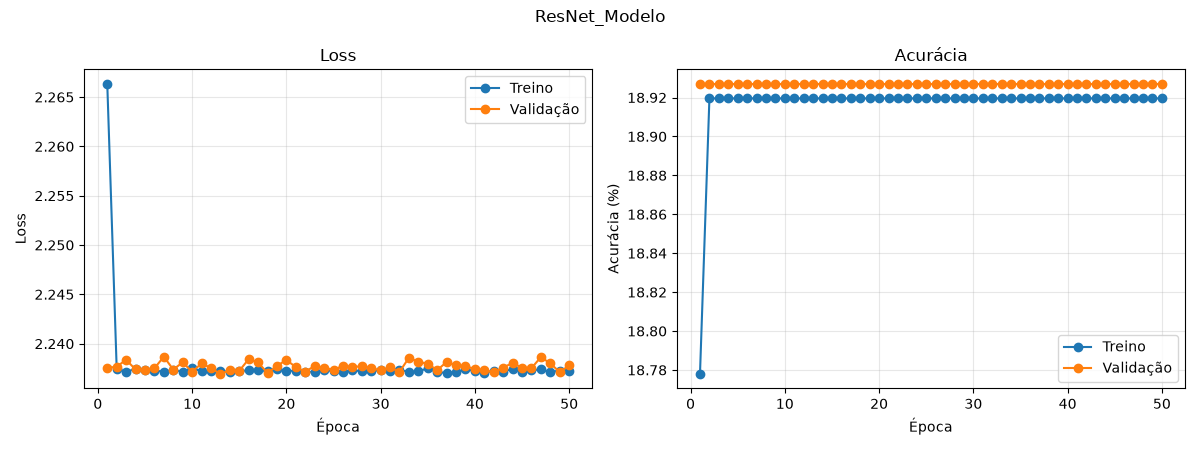 ResNet_Modelo
Loss
Treino
Validação
2.265
2.260
2.255
2.250
2.245
2.240
Loss
0 10 20 30 40 50
Época
Acurácia
18.92
18.90
18.88
18.86
18.84
18.82
18.80
18.78
Acurácia (%)
Treino
Validação
0 10 20 30 40 50
Época